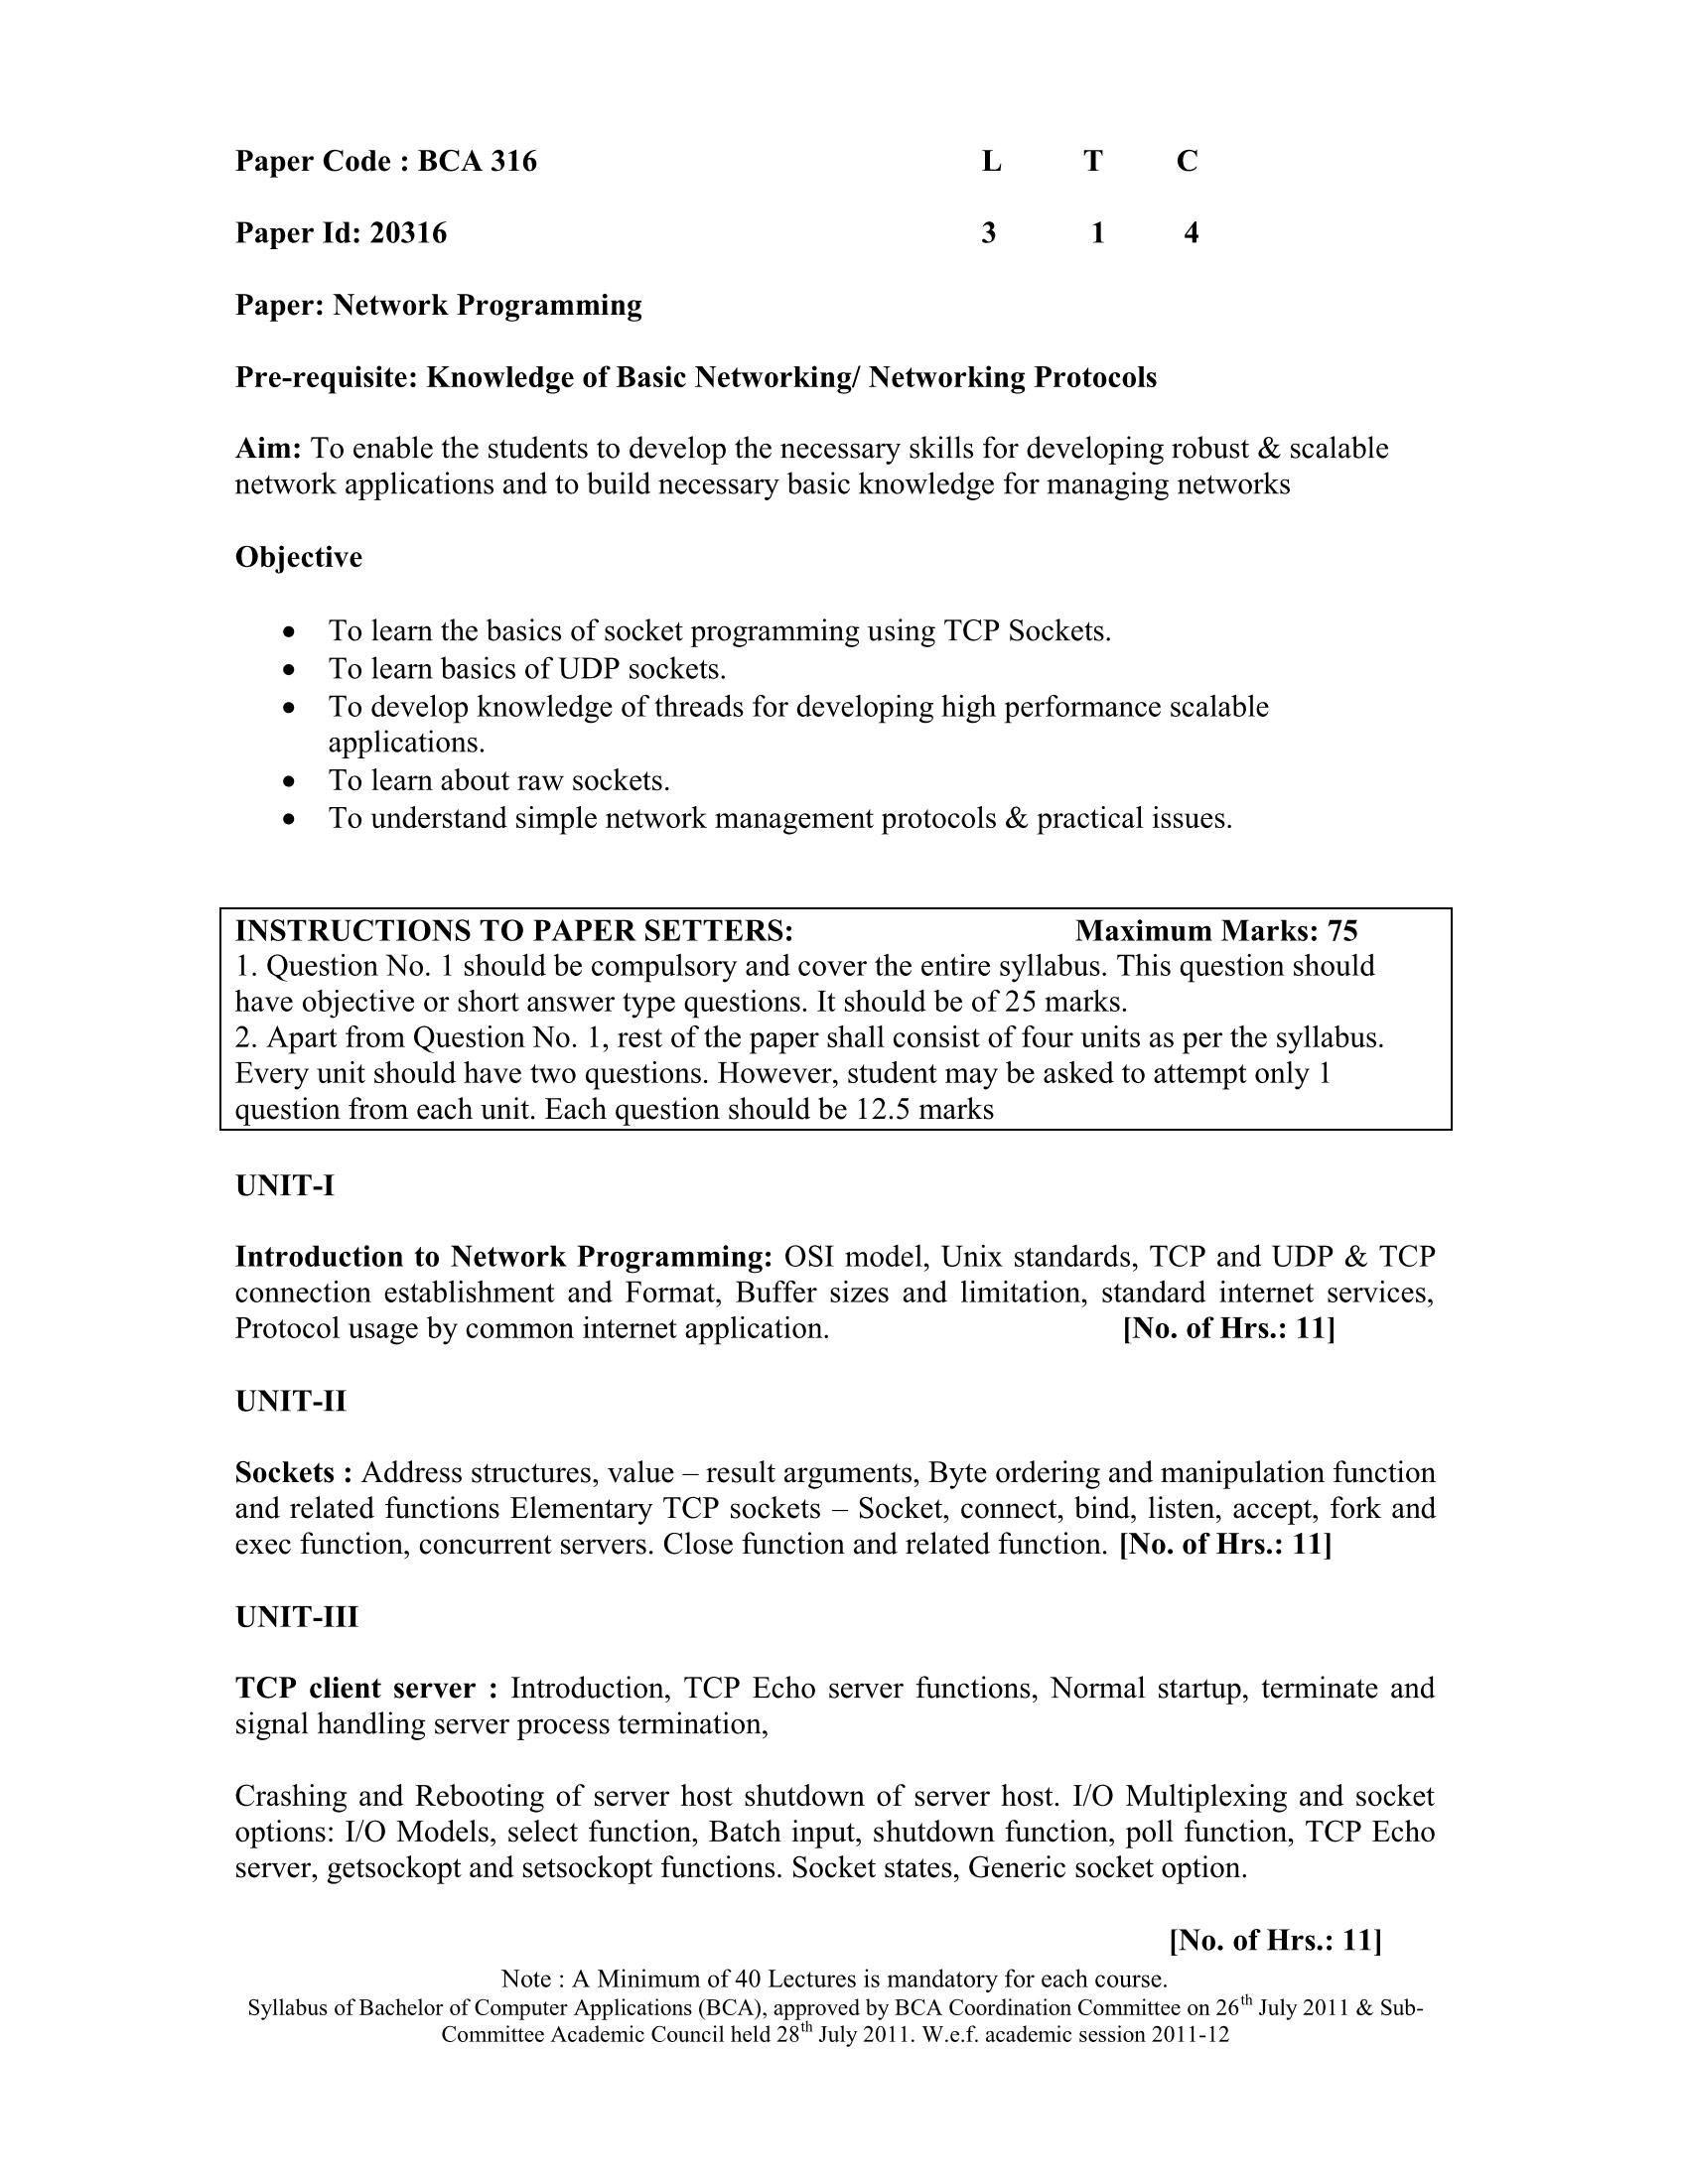 Paper Code : BCA 316 L T C
Paper Id: 20316 3 1 4
Paper: Network Programming
Pre-requisite: Knowledge of Basic Networking/ Networking Protocols
Aim: To enable the students to develop the necessary skills for developing robust & scalable
network applications and to build necessary basic knowledge for managing networks
Objective
• To learn the basics of socket programming using TCP Sockets.
• To learn basics of UDP sockets.
• To develop knowledge of threads for developing high performance scalable
applications.
• To learn about raw sockets.
• To understand simple network management protocols & practical issues.
INSTRUCTIONS TO PAPER SETTERS: Maximum Marks: 75
1. Question No. 1 should be compulsory and cover the entire syllabus. This question should
have objective or short answer type questions. It should be of 25 marks.
2. Apart from Question No. 1, rest of the paper shall consist of four units as per the syllabus.
Every unit should have two questions. However, student may be asked to attempt only 1
question from each unit. Each question should be 12.5 marks
UNIT-I
Introduction to Network Programming: OSI model, Unix standards, TCP and UDP & TCP
connection establishment and Format, Buffer sizes and limitation, standard internet services,
Protocol usage by common internet application. [No. of Hrs.: 11]
UNIT-II
Sockets : Address structures, value – result arguments, Byte ordering and manipulation function
and related functions Elementary TCP sockets – Socket, connect, bind, listen, accept, fork and
exec function, concurrent servers. Close function and related function. [No. of Hrs.: 11]
UNIT-III
TCP client server : Introduction, TCP Echo server functions, Normal startup, terminate and
signal handling server process termination,
Crashing and Rebooting of server host shutdown of server host. I/O Multiplexing and socket
options: I/O Models, select function, Batch input, shutdown function, poll function, TCP Echo
server, getsockopt and setsockopt functions. Socket states, Generic socket option.
[No. of Hrs.: 11]
Note : A Minimum of 40 Lectures is mandatory for each course.
Syllabus of Bachelor of Computer Applications (BCA), approved by BCA Coordination Committee on 26th July 2011 & Sub-
Committee Academic Council held 28th July 2011. W.e.f. academic session 2011-12